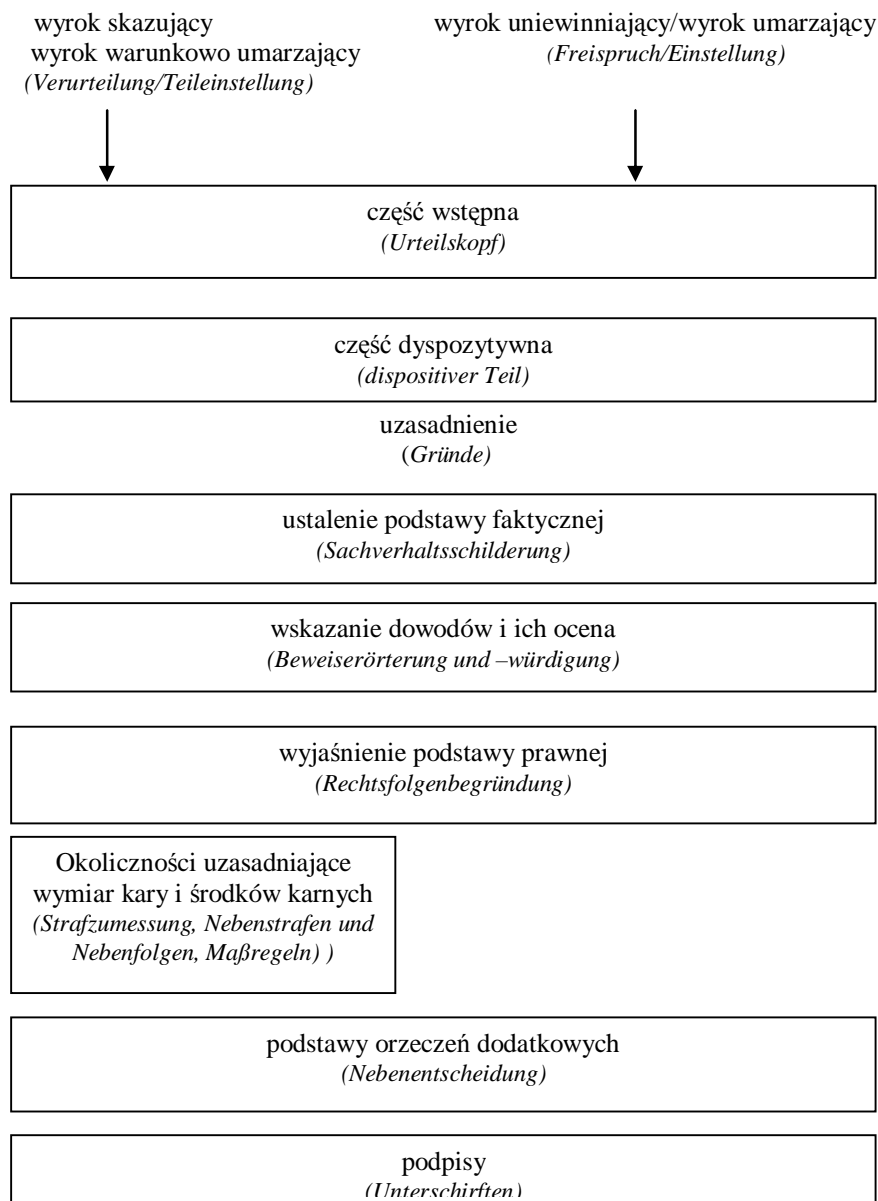 wyrok skazujący
wyrok warunkowo umarzający
(Verurteilung/Teileinstellung)
wyrok uniewinniający/wyrok umarzający
(Freispruch/Einstellung)
część wstępna
(Urteilskopf)
część dyspozytywna
(dispositiver Teil)
uzasadnienie
(Gründe)
ustalenie podstawy faktycznej
(Sachverhaltsschilderung)
wskazanie dowodów i ich ocena
(Beweiserörterung und –würdigung)
wyjaśnienie podstawy prawnej
(Rechtsfolgenbegründung)
Okoliczności uzasadniające
wymiar kary i środków karnych
(Strafzumessung, Nebenstrafen und
Nebenfolgen, Maßregeln) )
podstawy orzeczeń dodatkowych
(Nebenentscheidung)
podpisy
(Unterschirften)